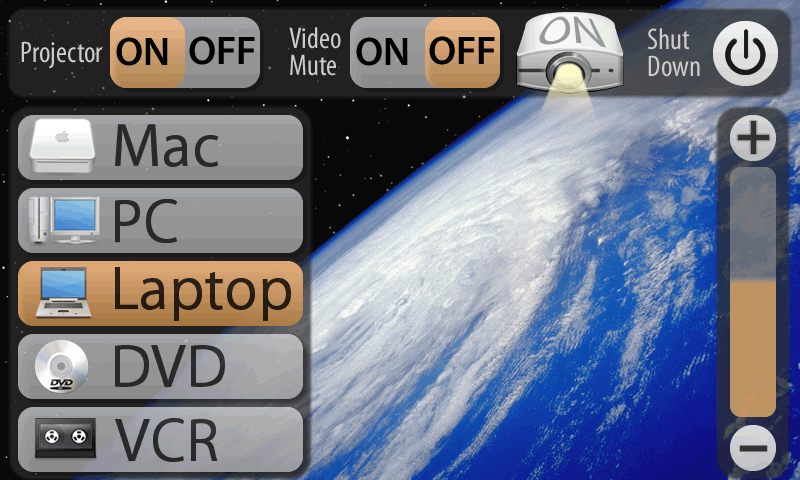 Projector ON OFF
Video
Mute
ON OFF
ON
Shut
Down
Mac
PC
Laptop
DVD
DVD
VCR